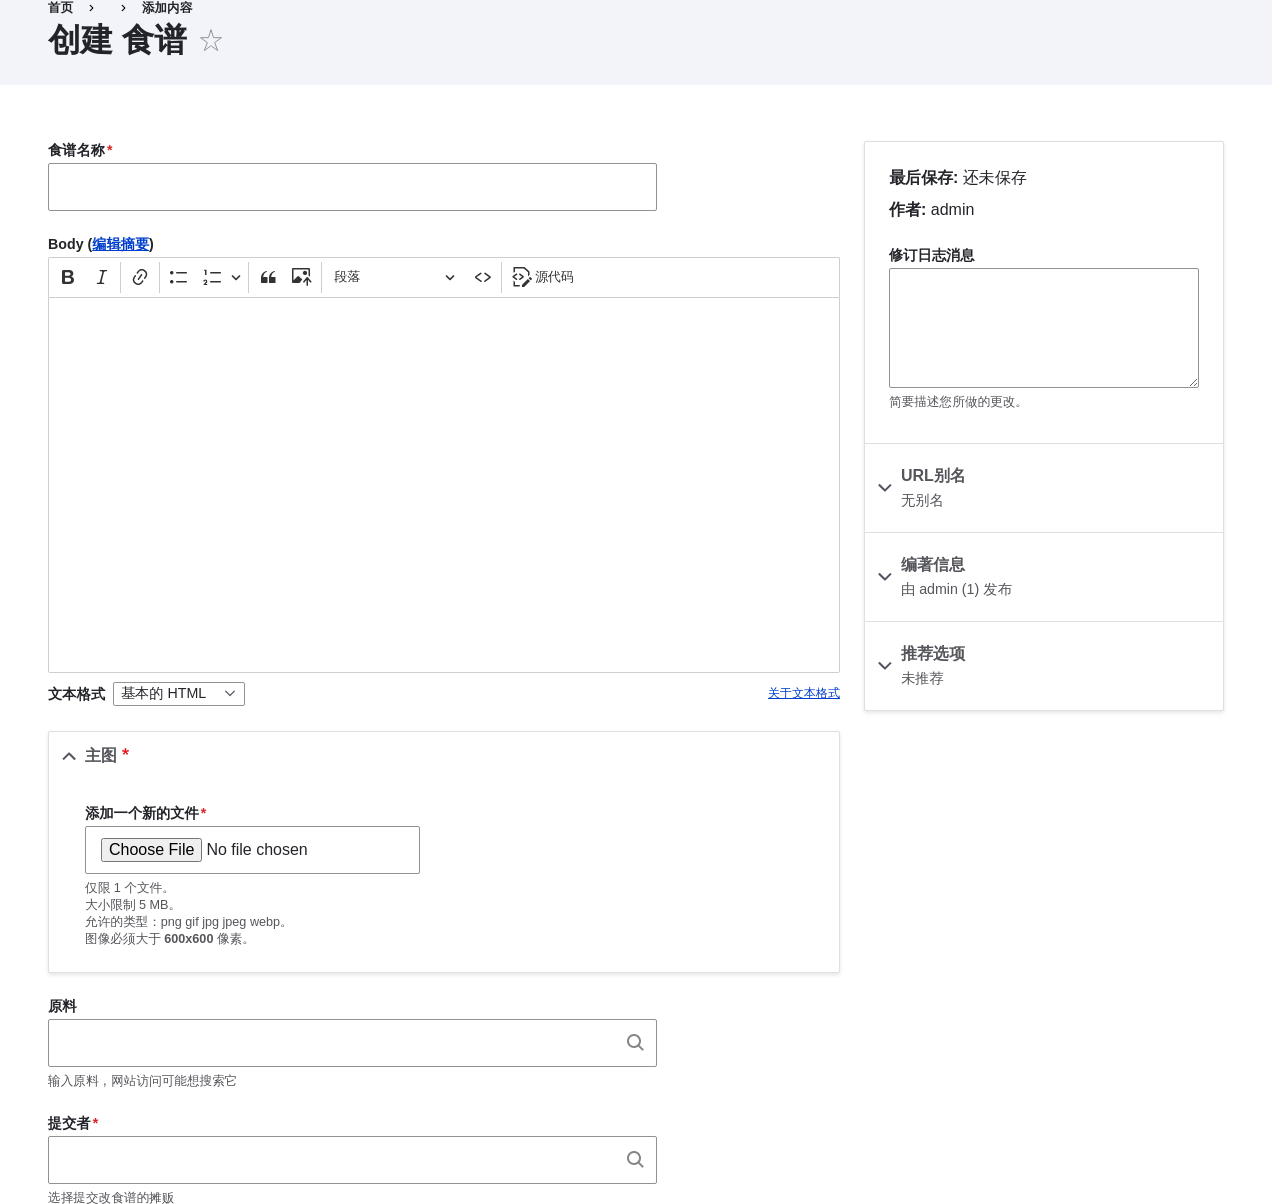 首页 › › 添加内容
创建 食谱 ☆
食谱名称*
Body (编辑摘要)
B I 段落 源代码
文本格式 基本的 HTML 关于文本格式
主图 *
添加一个新的文件*
Choose File No file chosen
仅限 1 个文件。
大小限制 5 MB。
允许的类型：png gif jpg jpeg webp。
图像必须大于 600x600 像素。
原料
输入原料，网站访问可能想搜索它
提交者*
选择提交改食谱的摊贩
最后保存: 还未保存
作者: admin
修订日志消息
简要描述您所做的更改。
URL别名
无别名
编著信息
由 admin (1) 发布
推荐选项
未推荐